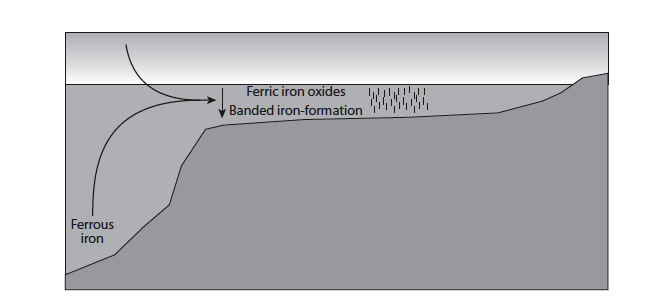 Ferric iron oxides
Banded iron-formation
Ferrous
iron